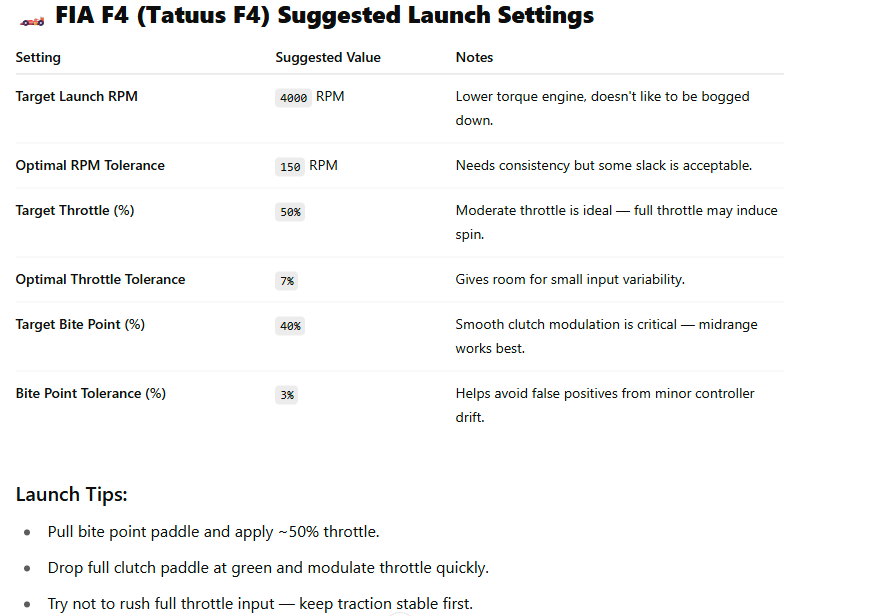 FIA F4 (Tatuus F4) Suggested Launch Settings
Setting Suggested Value Notes
Target Launch RPM 4000 RPM Lower torque engine, doesn't like to be bogged
down.
Optimal RPM Tolerance 150 RPM Needs consistency but some slack is acceptable.
Target Throttle (%) 50% Moderate throttle is ideal — full throttle may induce
spin.
Optimal Throttle Tolerance 7% Gives room for small input variability.
Target Bite Point (%) 40% Smooth clutch modulation is critical — midrange
works best.
Bite Point Tolerance (%) 3% Helps avoid false positives from minor controller
drift.
Launch Tips:
• Pull bite point paddle and apply ~50% throttle.
• Drop full clutch paddle at green and modulate throttle quickly.
• Try not to rush full throttle input — keep traction stable first.